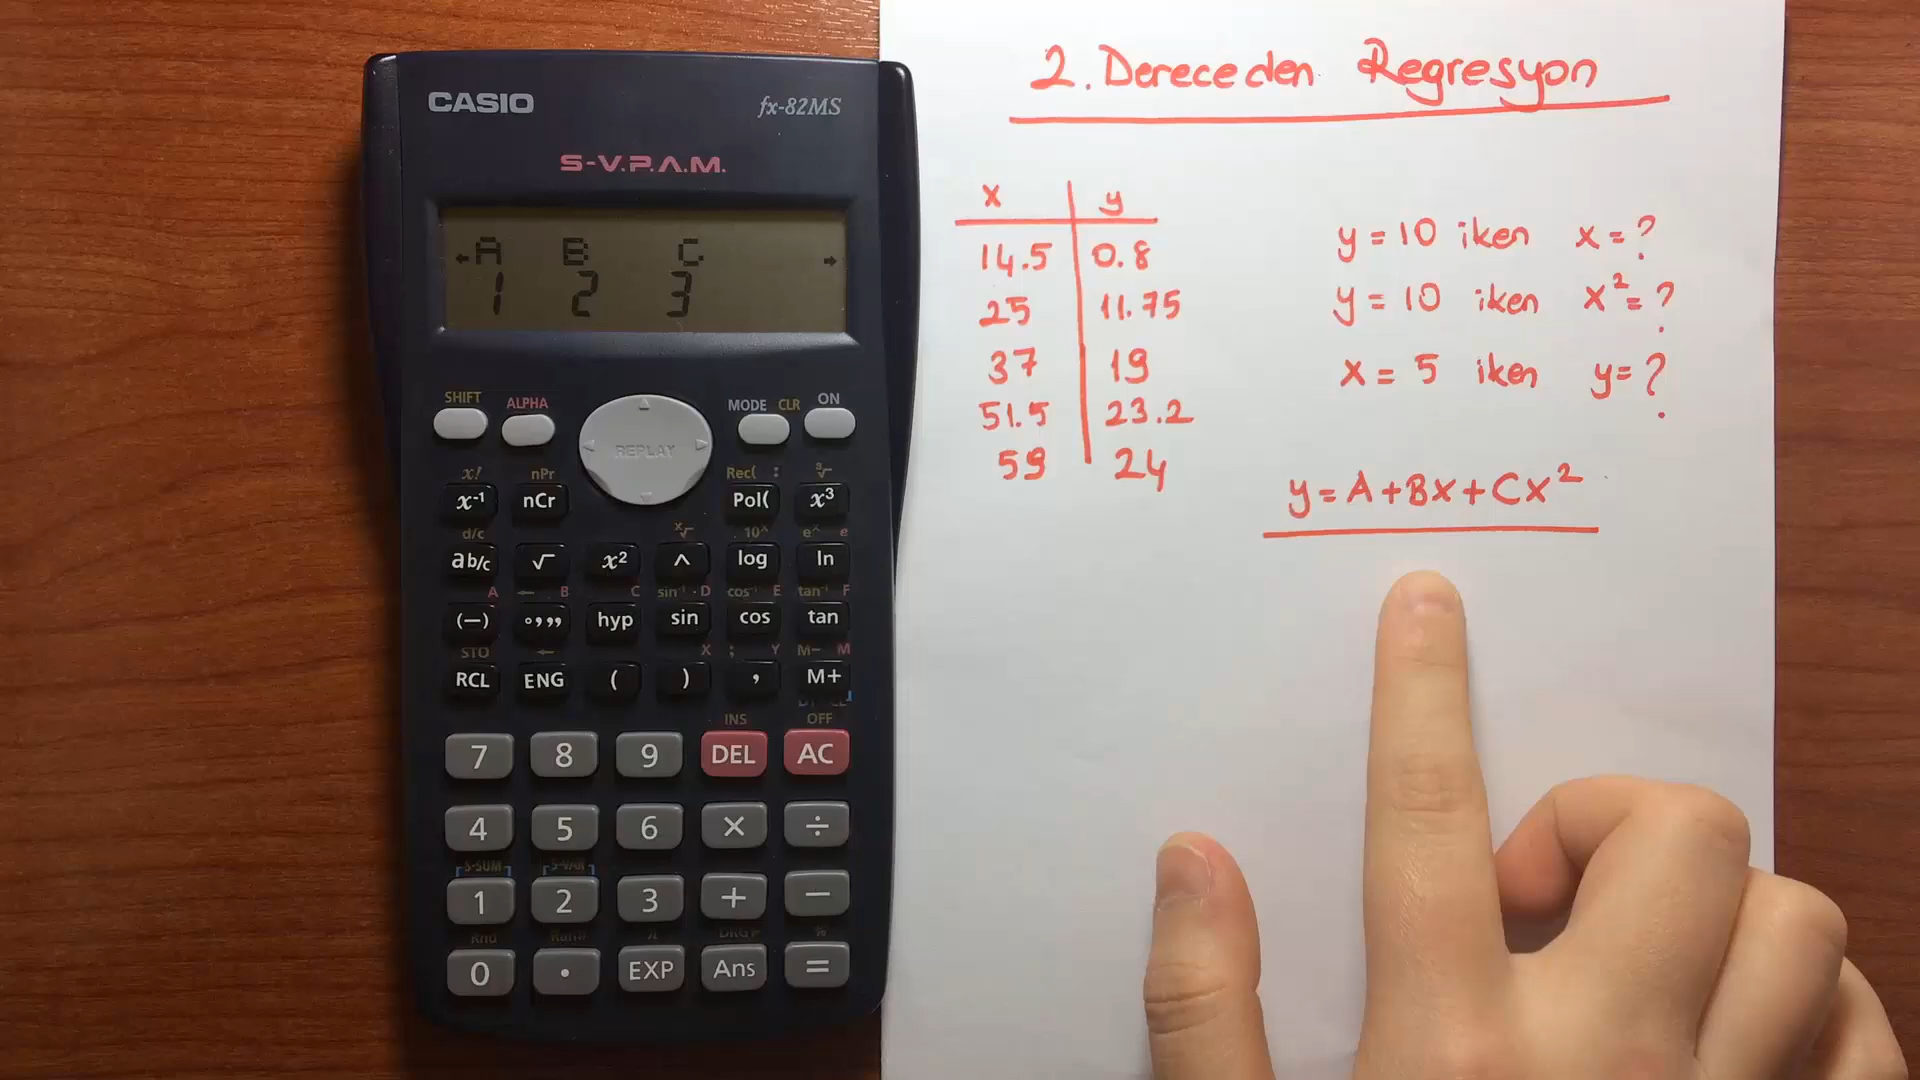 CASIO
fx-82MS
S-V.P.A.M.
A B C
1 2 3
SHIFT ALPHA MODE CLR ON
REPLAY
x! nPr Rec( : ³√
x⁻¹ nCr Pol( x³
d/c ˣ√ 10ˣ eˣ e
ab/c √ x² ^ log ln
A ← B C sin⁻¹ D cos⁻¹ E tan⁻¹ F
(−) °,,, hyp sin cos tan
STO ← X ; Y M− M
RCL ENG ( ) , M+
INS OFF
7 8 9 DEL AC
4 5 6 × ÷
S-SUM S-VAR
1 2 3 + −
Rnd Ran# π DRG▸ %
0 . EXP Ans =
2. Dereceden Regresyon
x y
14.5 0.8
25 11.75
37 19
51.5 23.2
59 24
y = 10 iken x = ?
y = 10 iken x² = ?
x = 5 iken y = ?
y = A + Bx + Cx²